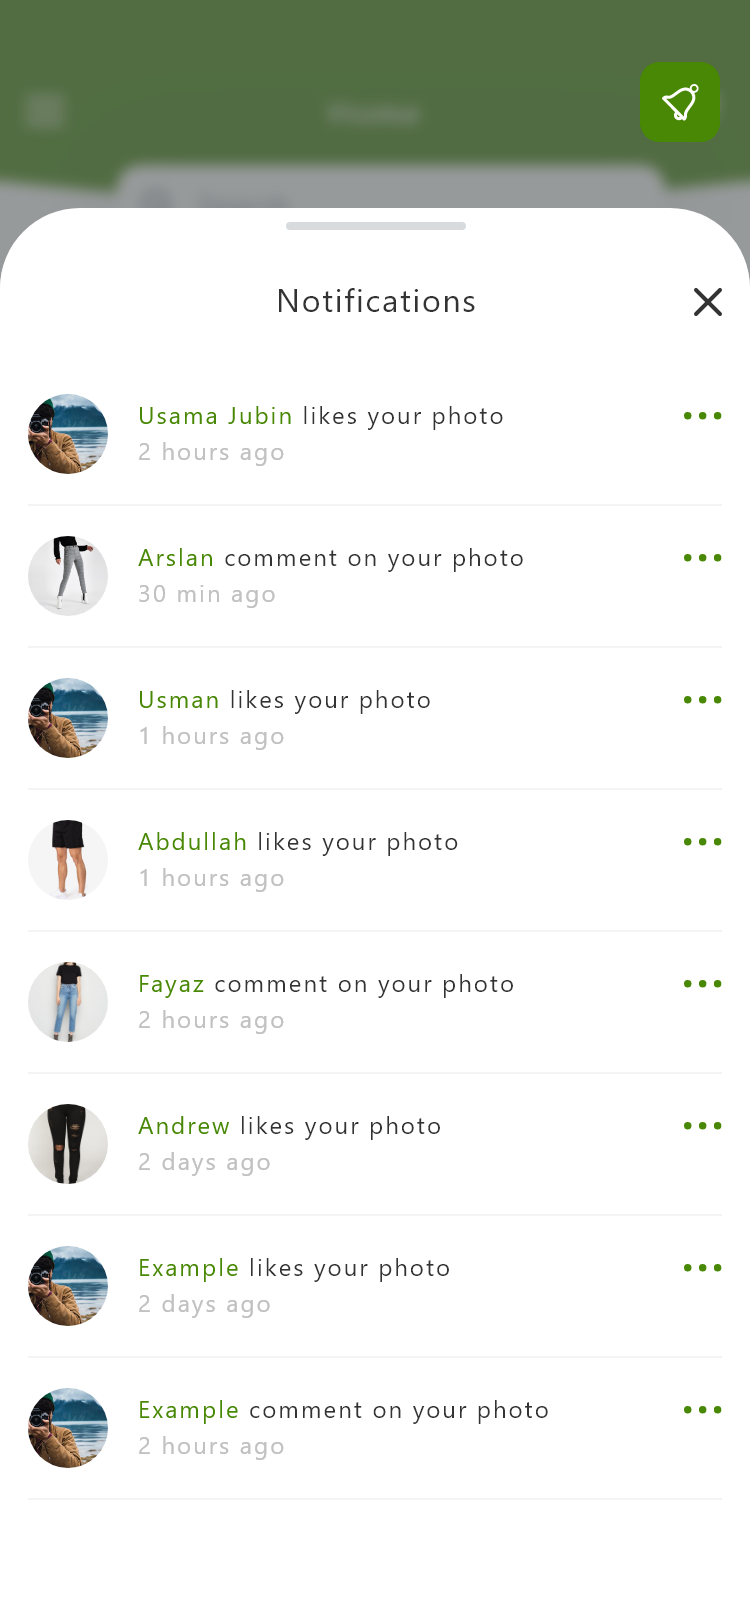 Notifications
Usama Jubin likes your photo
2 hours ago
Arslan comment on your photo
30 min ago
Usman likes your photo
1 hours ago
Abdullah likes your photo
1 hours ago
Fayaz comment on your photo
2 hours ago
Andrew likes your photo
2 days ago
Example likes your photo
2 days ago
Example comment on your photo
2 hours ago